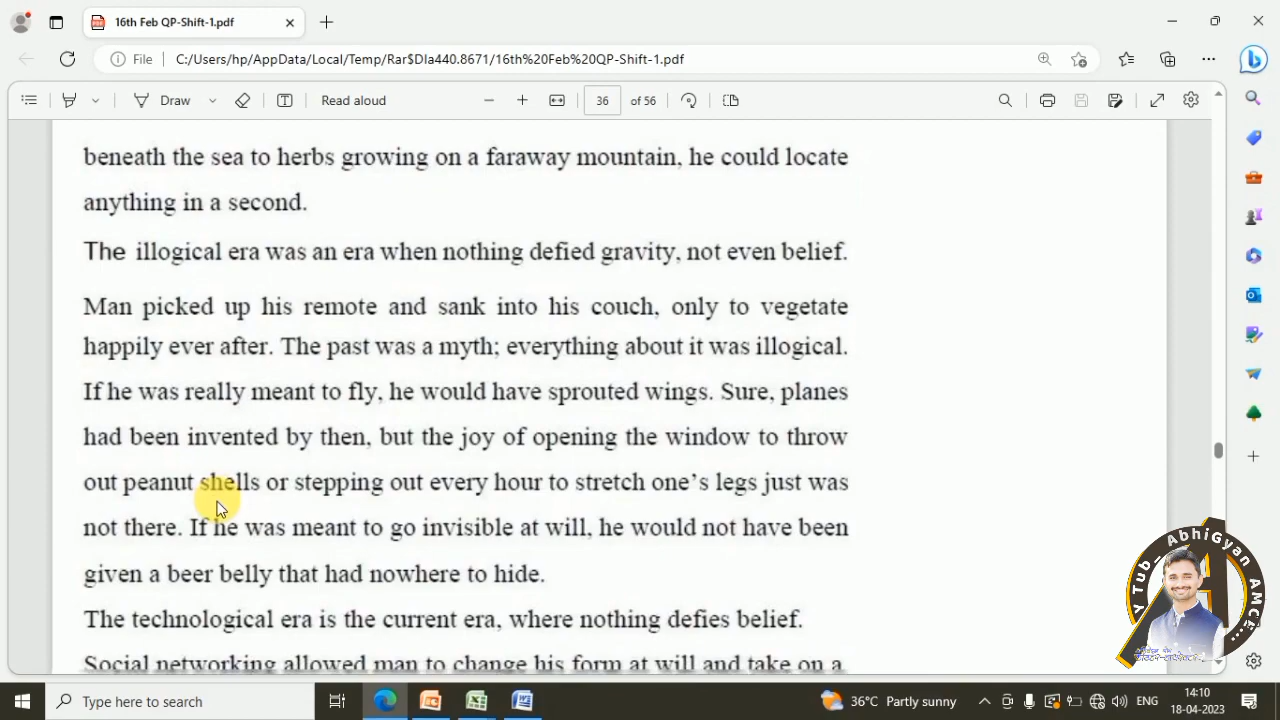 16th Feb QP-Shift-1.pdf
File
C:/Users/hp/AppData/Local/Temp/Rar$DIa440.8671/16th%20Feb%20QP-Shift-1.pdf
Draw
Read aloud
36 of 56
beneath the sea to herbs growing on a faraway mountain, he could locate
anything in a second.
The illogical era was an era when nothing defied gravity, not even belief.
Man picked up his remote and sank into his couch, only to vegetate
happily ever after. The past was a myth; everything about it was illogical.
If he was really meant to fly, he would have sprouted wings. Sure, planes
had been invented by then, but the joy of opening the window to throw
out peanut shells or stepping out every hour to stretch one's legs just was
not there. If he was meant to go invisible at will, he would not have been
given a beer belly that had nowhere to hide.
The technological era is the current era, where nothing defies belief.
Social networking allowed man to change his form at will and take on a
Y Tub_ AbhiGyan AMCE...
Type here to search
36°C Partly sunny
ENG
14:10
18-04-2023